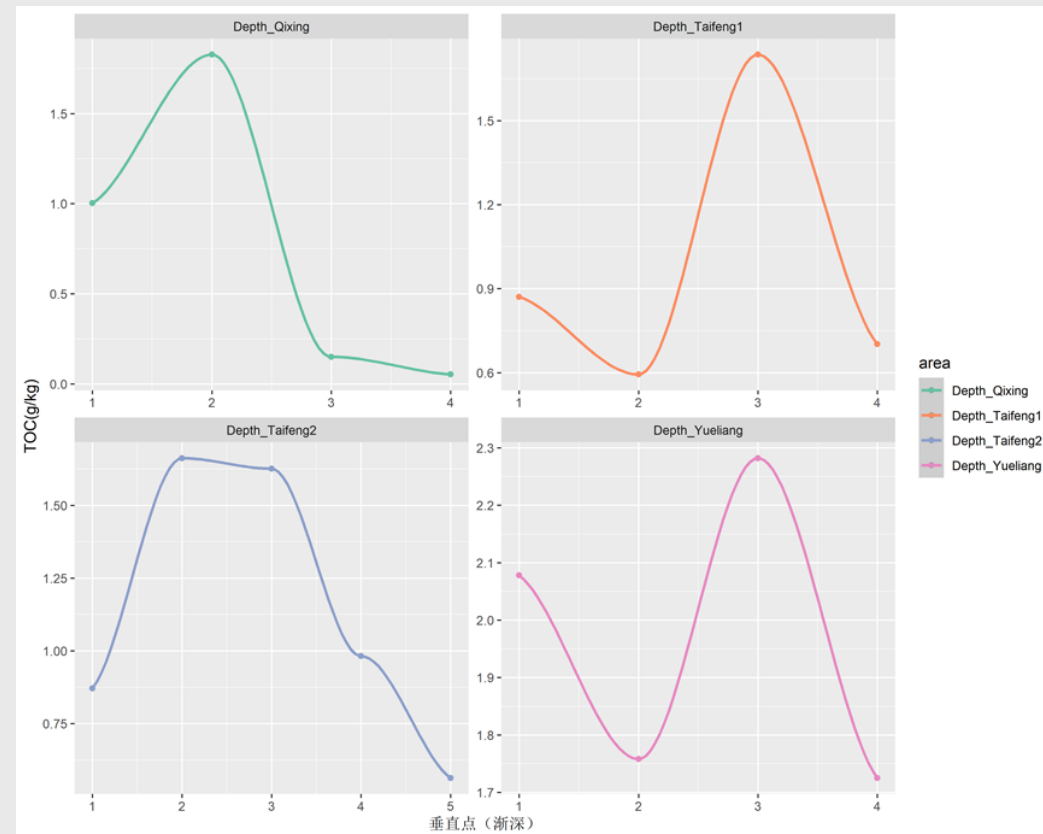 Depth_Qixing
Depth_Taifeng1
1.5
1.0
0.5
0.0
1 2 3 4
1.5
1.2
0.9
0.6
1 2 3 4
TOC(g/kg)
Depth_Taifeng2
Depth_Yueliang
1.50
1.25
1.00
0.75
1 2 3 4 5
2.3
2.2
2.1
2.0
1.9
1.8
1.7
1 2 3 4
垂直点（渐深）
area
Depth_Qixing
Depth_Taifeng1
Depth_Taifeng2
Depth_Yueliang